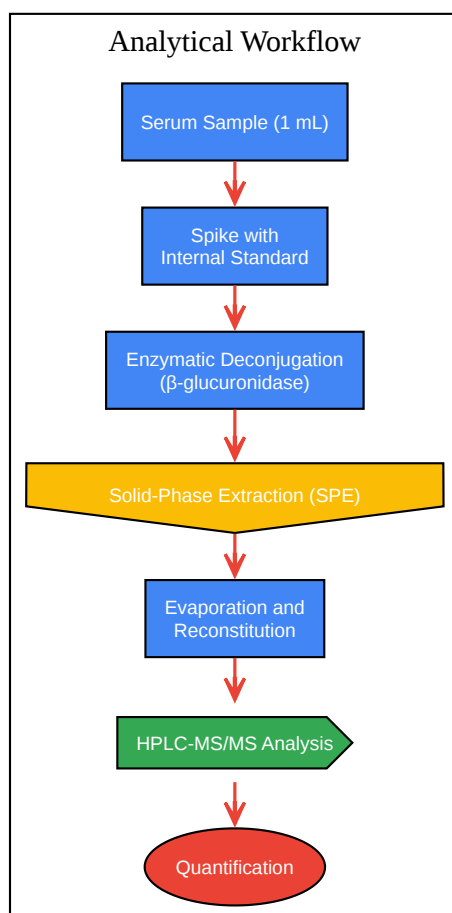 Analytical Workflow
Serum Sample (1 mL)
Spike with
Internal Standard
Enzymatic Deconjugation
(β-glucuronidase)
Solid-Phase Extraction (SPE)
Evaporation and
Reconstitution
HPLC-MS/MS Analysis
Quantification